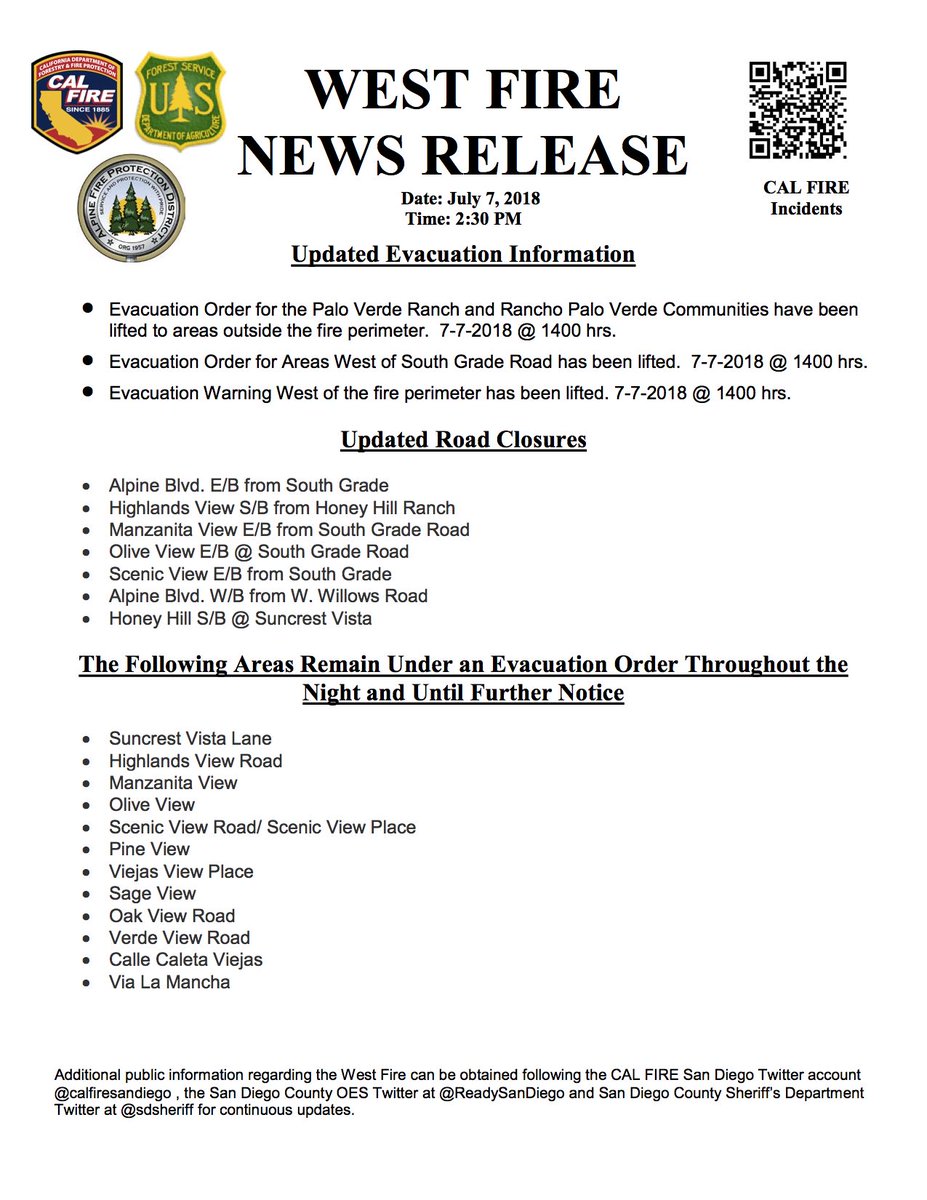 CALIFORNIA DEPARTMENT OF
FORESTRY & FIRE PROTECTION
CAL
FIRE
SINCE 1885
FOREST SERVICE
U S
DEPARTMENT OF AGRICULTURE
ALPINE FIRE PROTECTION DISTRICT
SERVICE AND PROTECTION WITH PRIDE
ORG 1957
WEST FIRE
NEWS RELEASE
Date: July 7, 2018
Time: 2:30 PM
CAL FIRE
Incidents
Updated Evacuation Information
● Evacuation Order for the Palo Verde Ranch and Rancho Palo Verde Communities have been
lifted to areas outside the fire perimeter.  7-7-2018 @ 1400 hrs.
● Evacuation Order for Areas West of South Grade Road has been lifted.  7-7-2018 @ 1400 hrs.
● Evacuation Warning West of the fire perimeter has been lifted. 7-7-2018 @ 1400 hrs.
Updated Road Closures
• Alpine Blvd. E/B from South Grade
• Highlands View S/B from Honey Hill Ranch
• Manzanita View E/B from South Grade Road
• Olive View E/B @ South Grade Road
• Scenic View E/B from South Grade
• Alpine Blvd. W/B from W. Willows Road
• Honey Hill S/B @ Suncrest Vista
The Following Areas Remain Under an Evacuation Order Throughout the
Night and Until Further Notice
• Suncrest Vista Lane
• Highlands View Road
• Manzanita View
• Olive View
• Scenic View Road/ Scenic View Place
• Pine View
• Viejas View Place
• Sage View
• Oak View Road
• Verde View Road
• Calle Caleta Viejas
• Via La Mancha
Additional public information regarding the West Fire can be obtained following the CAL FIRE San Diego Twitter account
@calfiresandiego , the San Diego County OES Twitter at @ReadySanDiego and San Diego County Sheriff's Department
Twitter at @sdsheriff for continuous updates.